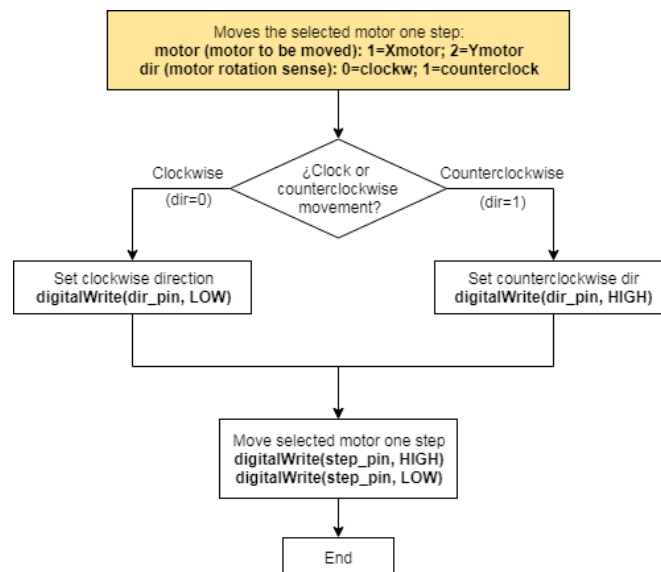 Moves the selected motor one step:
motor (motor to be moved): 1=Xmotor; 2=Ymotor
dir (motor rotation sense): 0=clockw; 1=counterclock
¿Clock or
counterclockwise
movement?
Clockwise
(dir=0)
Counterclockwise
(dir=1)
Set clockwise direction
digitalWrite(dir_pin, LOW)
Set counterclockwise dir
digitalWrite(dir_pin, HIGH)
Move selected motor one step
digitalWrite(step_pin, HIGH)
digitalWrite(step_pin, LOW)
End